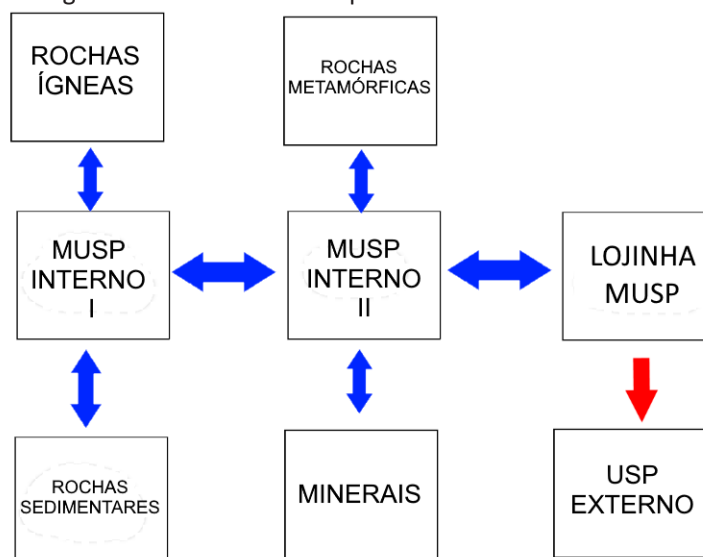 ROCHAS
ÍGNEAS
ROCHAS
METAMÓRFICAS
MUSP
INTERNO
I
MUSP
INTERNO
II
LOJINHA
MUSP
ROCHAS
SEDIMENTARES
MINERAIS
USP
EXTERNO